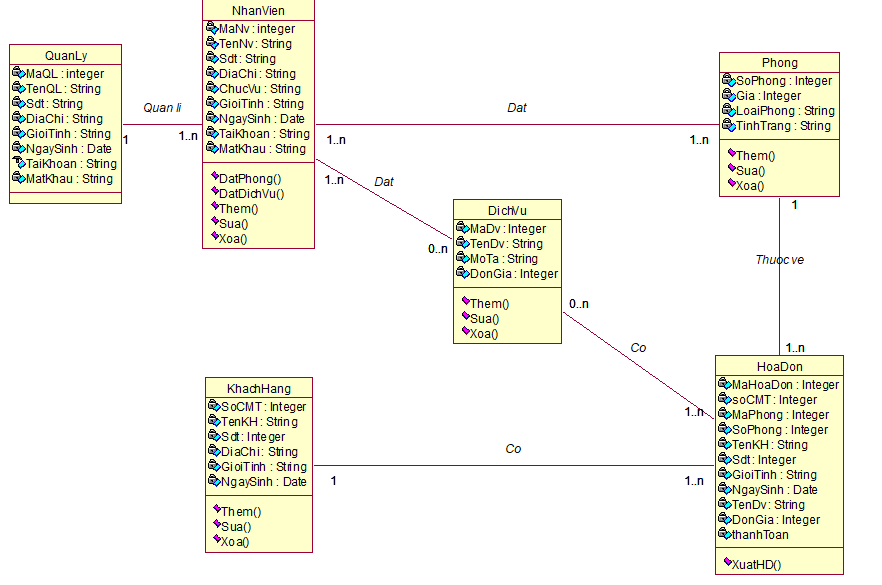 NhanVien
MaNv : integer
TenNv : String
Sdt : String
DiaChi : String
ChucVu : String
GioiTinh : String
NgaySinh : Date
TaiKhoan : String
MatKhau : String
DatPhong()
DatDichVu()
Them()
Sua()
Xoa()
QuanLy
MaQL : integer
TenQL : String
Sdt : String
DiaChi : String
GioiTinh : String
NgaySinh : Date
TaiKhoan : String
MatKhau : String
Quan li
1
1..n
Dat
1..n
1..n
Phong
SoPhong : Integer
Gia : Integer
LoaiPhong : String
TinhTrang : String
Them()
Sua()
Xoa()
1..n
Dat
0..n
DichVu
MaDv : Integer
TenDv : String
MoTa : String
DonGia : Integer
Them()
Sua()
Xoa()
1
Thuoc ve
1..n
0..n
Co
1..n
KhachHang
SoCMT : Integer
TenKH : String
Sdt : Integer
DiaChi : String
GioiTinh : String
NgaySinh : Date
Them()
Sua()
Xoa()
Co
1
1..n
HoaDon
MaHoaDon : Integer
soCMT : Integer
MaPhong : Integer
SoPhong : Integer
TenKH : String
Sdt : Integer
GioiTinh : String
NgaySinh : Date
TenDv : String
DonGia : Integer
thanhToan
XuatHD()